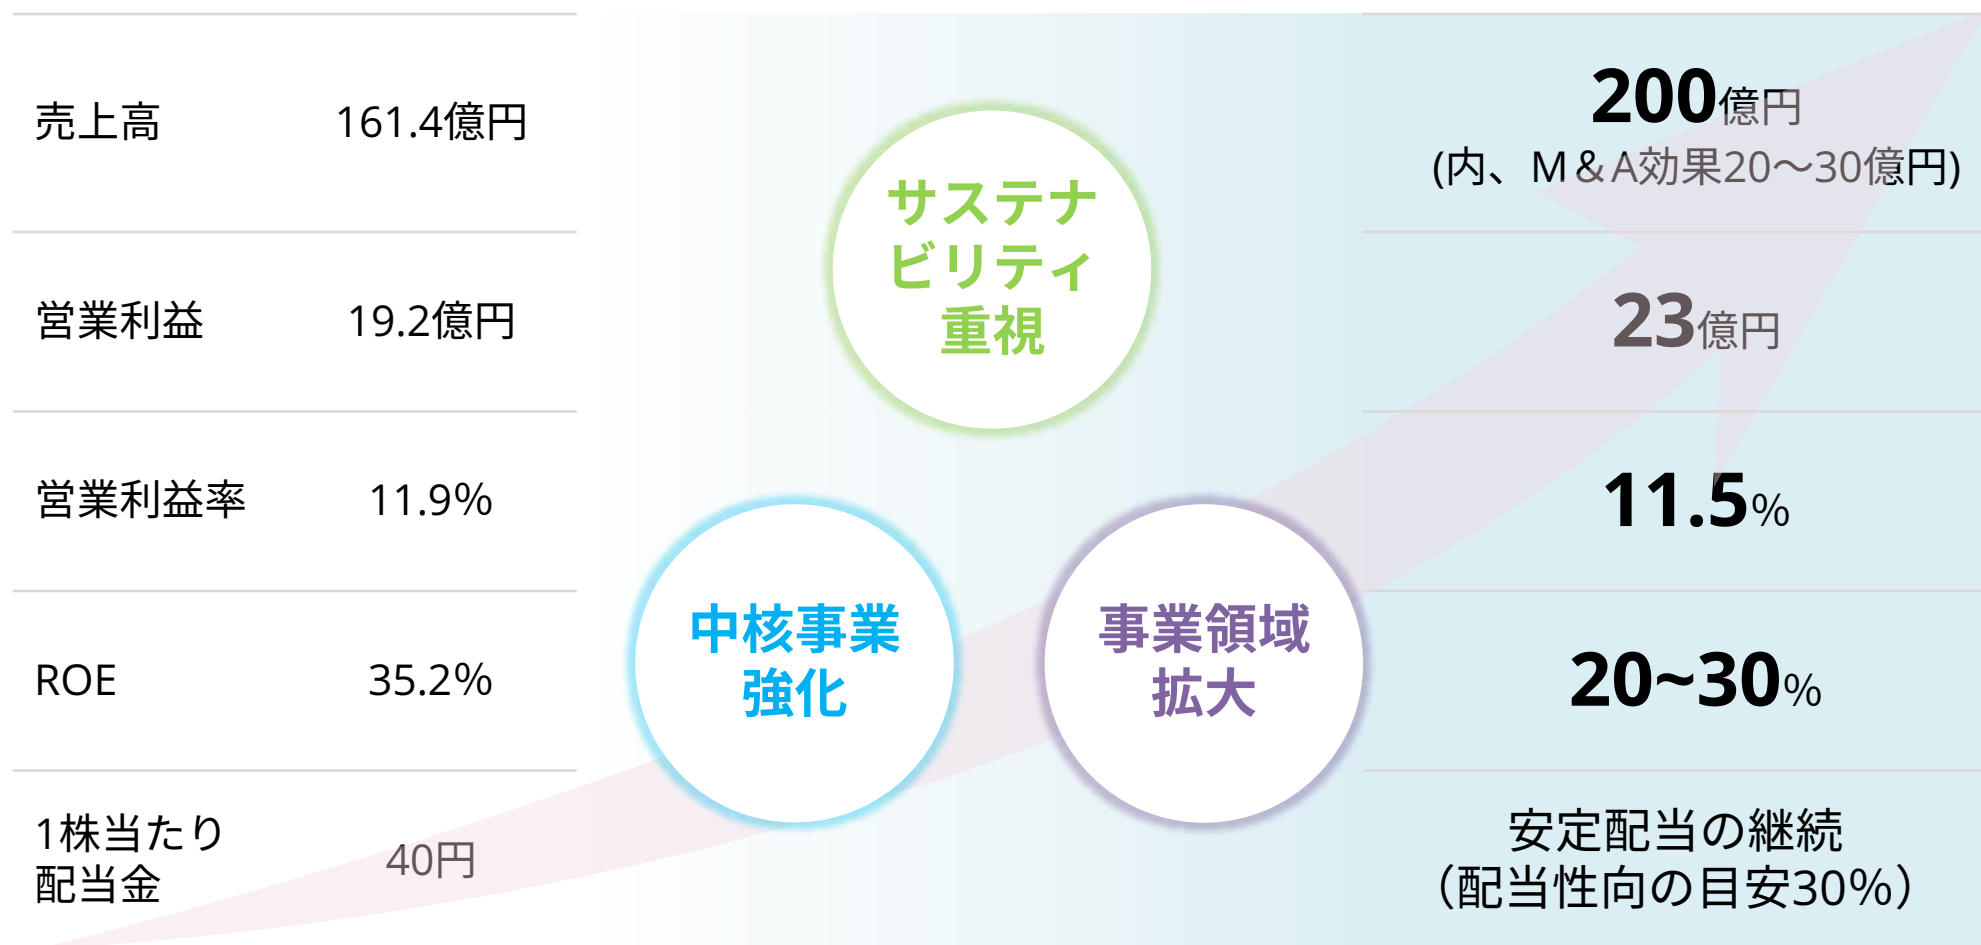 売上高
161.4億円
200億円
(内、M＆A効果20～30億円)
営業利益
19.2億円
23億円
営業利益率
11.9%
11.5%
ROE
35.2%
20~30%
1株当たり
配当金
40円
安定配当の継続
（配当性向の目安30%）
サステナ
ビリティ
重視
中核事業
強化
事業領域
拡大